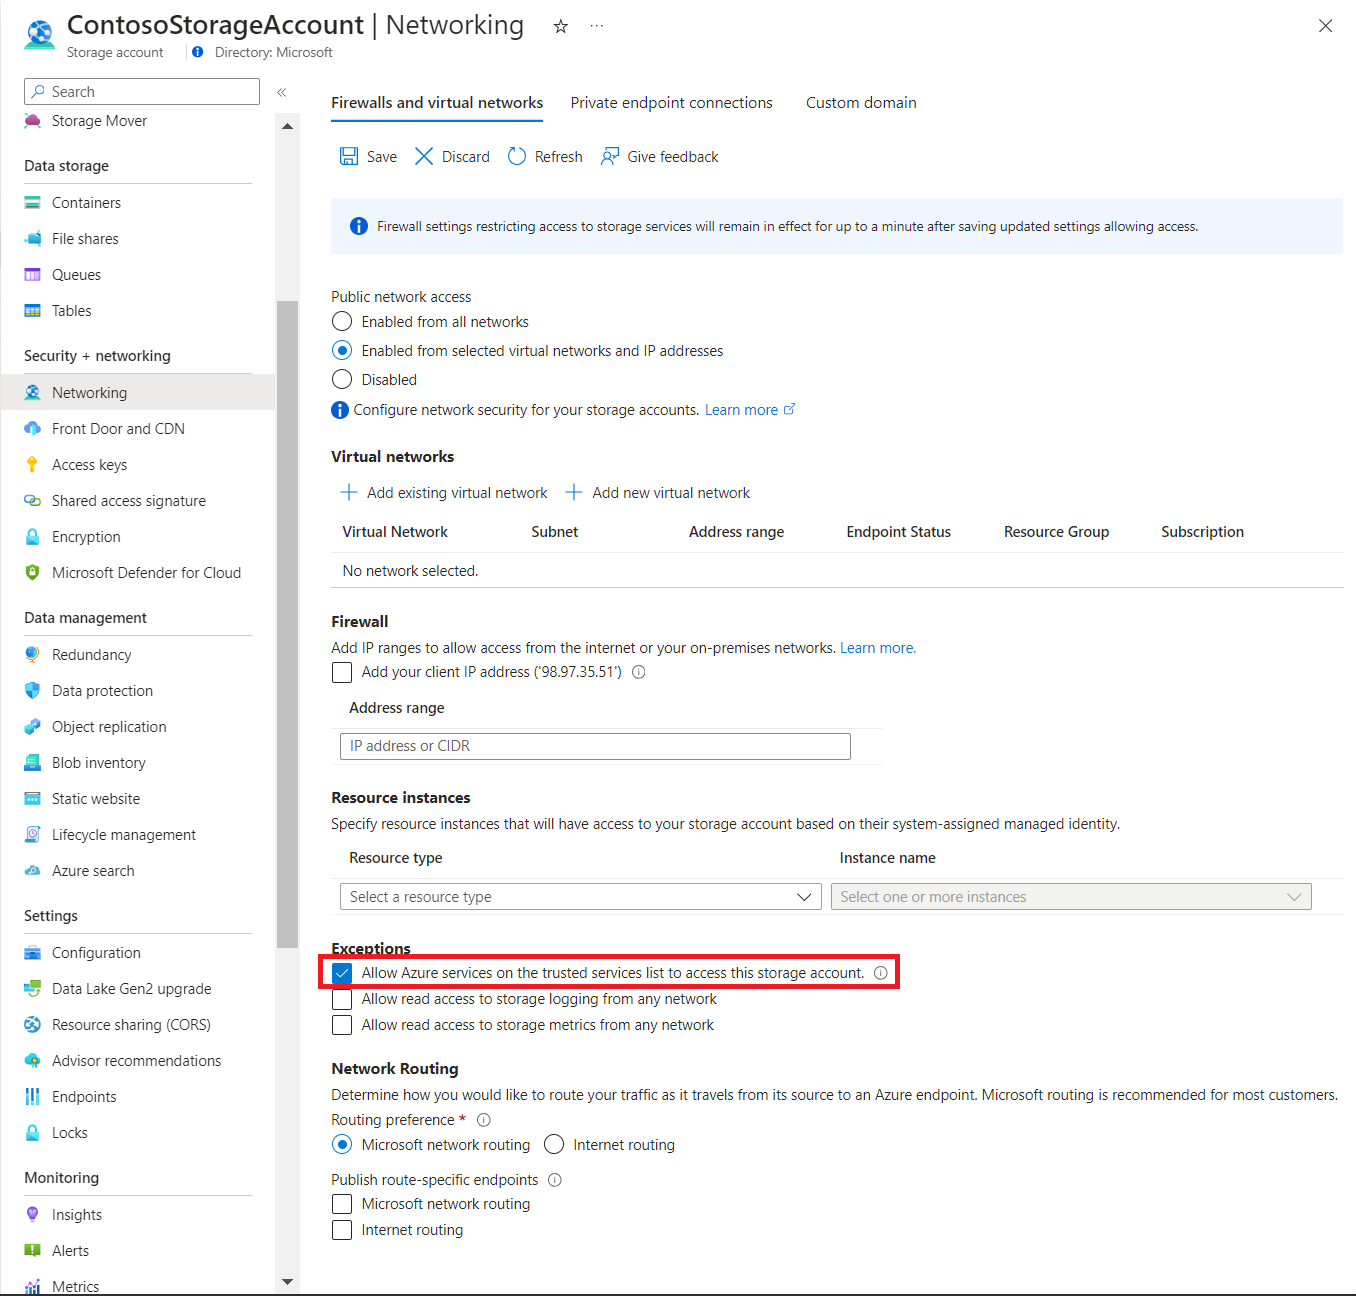 ContosoStorageAccount | Networking
Storage account
Directory: Microsoft
Search
Storage Mover
Data storage
Containers
File shares
Queues
Tables
Security + networking
Networking
Front Door and CDN
Access keys
Shared access signature
Encryption
Microsoft Defender for Cloud
Data management
Redundancy
Data protection
Object replication
Blob inventory
Static website
Lifecycle management
Azure search
Settings
Configuration
Data Lake Gen2 upgrade
Resource sharing (CORS)
Advisor recommendations
Endpoints
Locks
Monitoring
Insights
Alerts
Metrics
Firewalls and virtual networks Private endpoint connections Custom domain
Save Discard Refresh Give feedback
Firewall settings restricting access to storage services will remain in effect for up to a minute after saving updated settings allowing access.
Public network access
Enabled from all networks
Enabled from selected virtual networks and IP addresses
Disabled
Configure network security for your storage accounts. Learn more
Virtual networks
Add existing virtual network Add new virtual network
Virtual Network Subnet Address range Endpoint Status Resource Group Subscription
No network selected.
Firewall
Add IP ranges to allow access from the internet or your on-premises networks. Learn more.
Add your client IP address ('98.97.35.51')
Address range
IP address or CIDR
Resource instances
Specify resource instances that will have access to your storage account based on their system-assigned managed identity.
Resource type Instance name
Select a resource type Select one or more instances
Exceptions
Allow Azure services on the trusted services list to access this storage account.
Allow read access to storage logging from any network
Allow read access to storage metrics from any network
Network Routing
Determine how you would like to route your traffic as it travels from its source to an Azure endpoint. Microsoft routing is recommended for most customers.
Routing preference *
Microsoft network routing Internet routing
Publish route-specific endpoints
Microsoft network routing
Internet routing